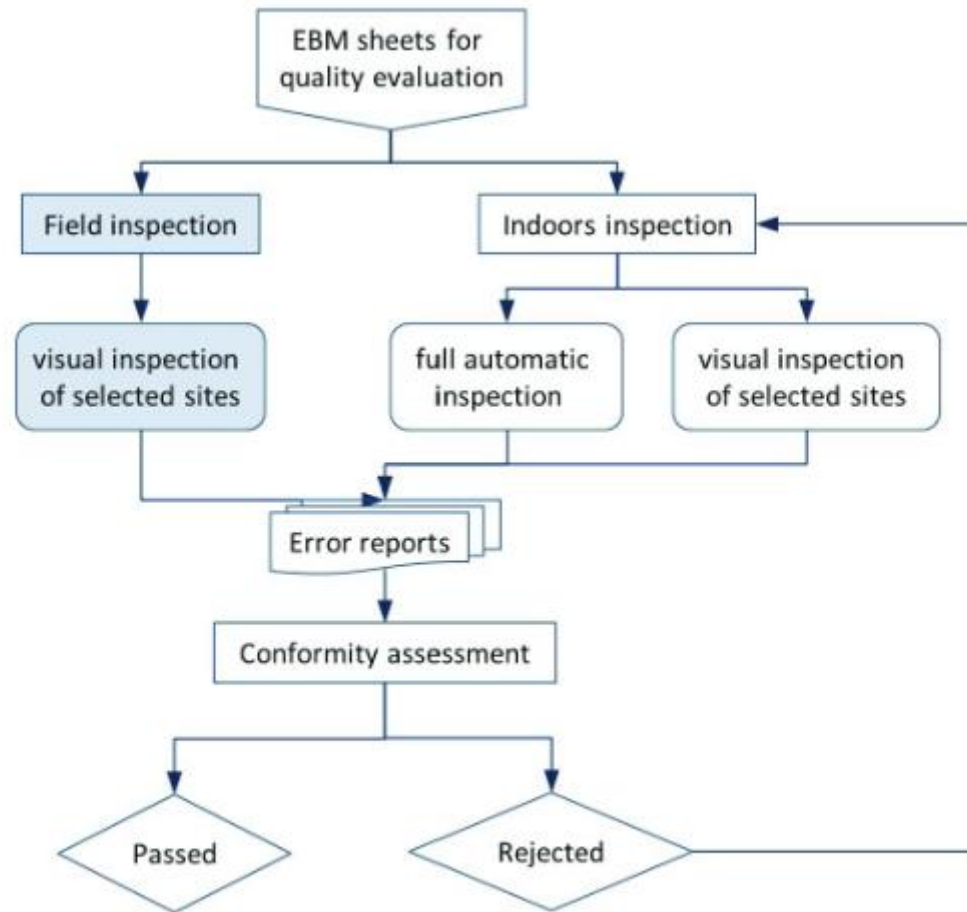 EBM sheets for
quality evaluation
Field inspection
Indoors inspection
visual inspection
of selected sites
full automatic
inspection
visual inspection
of selected sites
Error reports
Conformity assessment
Passed
Rejected